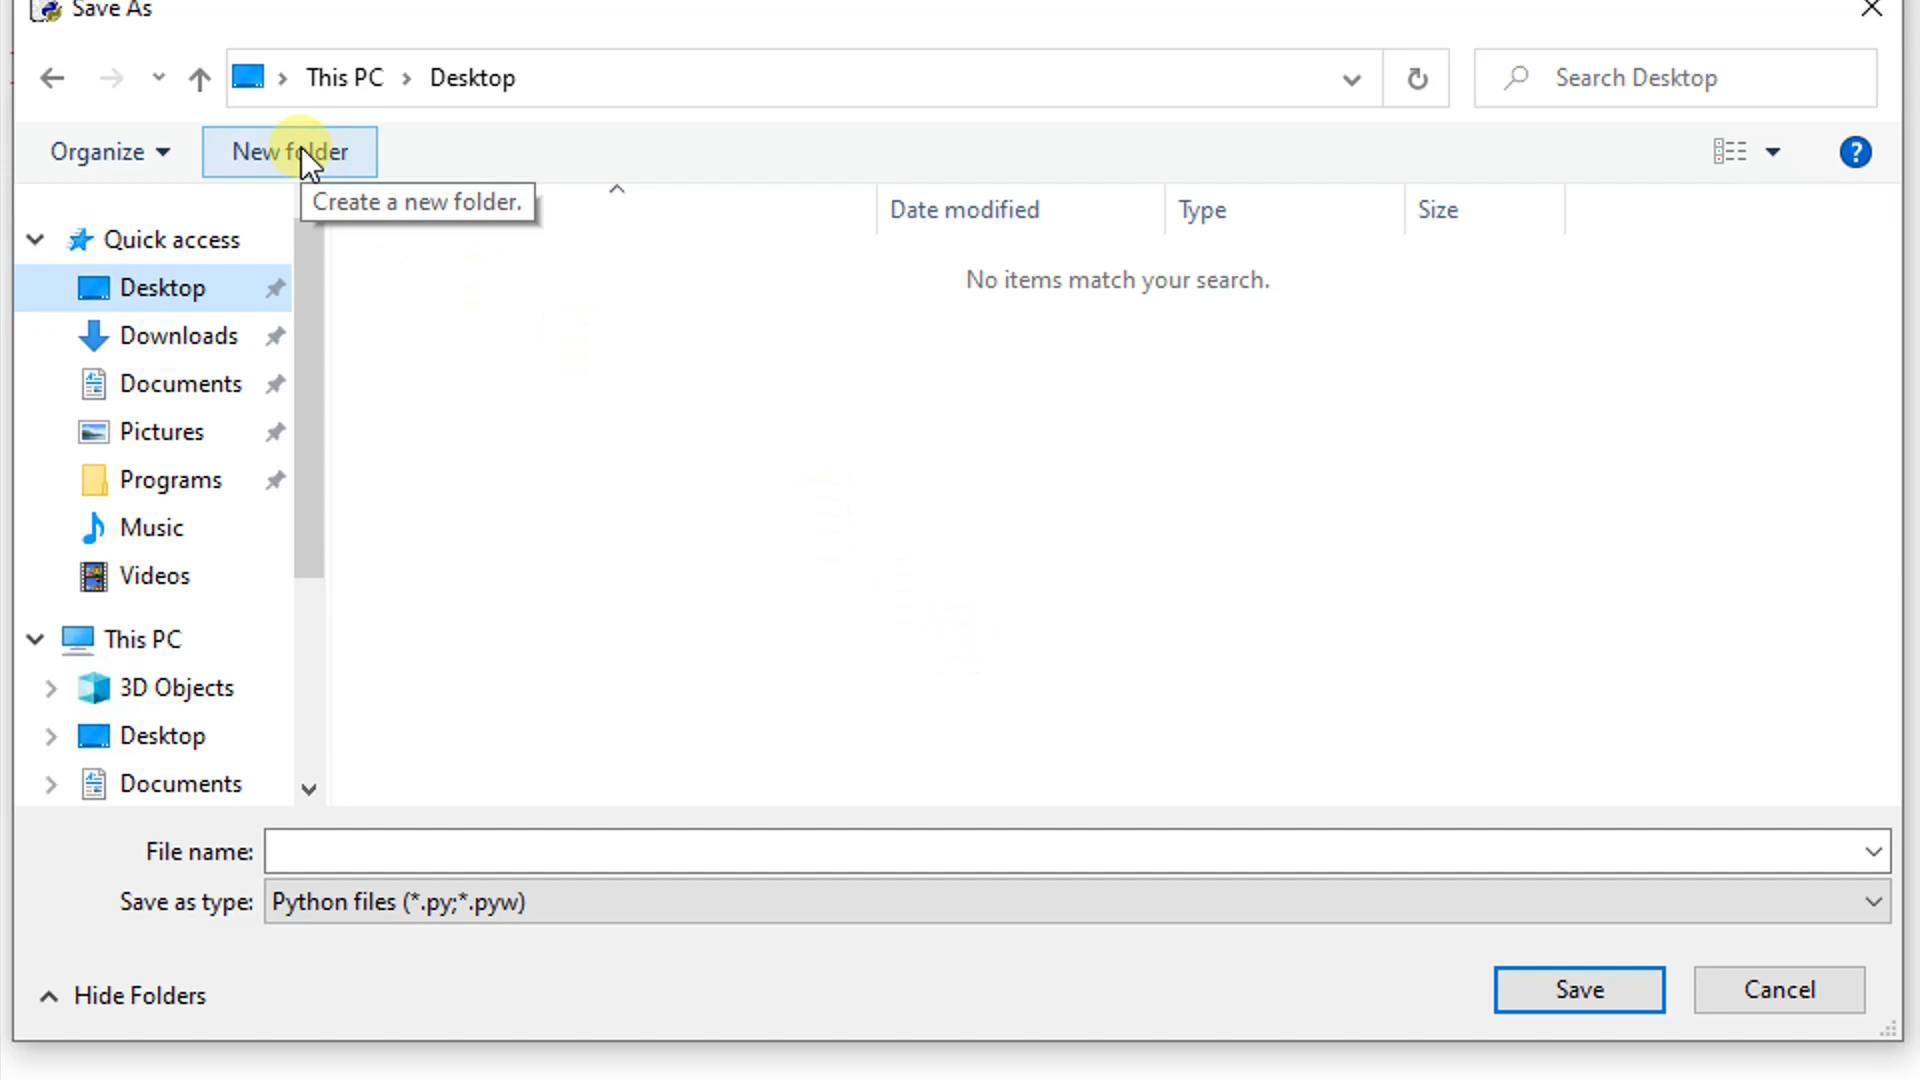 Save As
This PC
Desktop
Search Desktop
Organize
New folder
Create a new folder.
Date modified
Type
Size
No items match your search.
Quick access
Desktop
Downloads
Documents
Pictures
Programs
Music
Videos
This PC
3D Objects
Desktop
Documents
File name:
Save as type: Python files (*.py;*.pyw)
Hide Folders
Save
Cancel